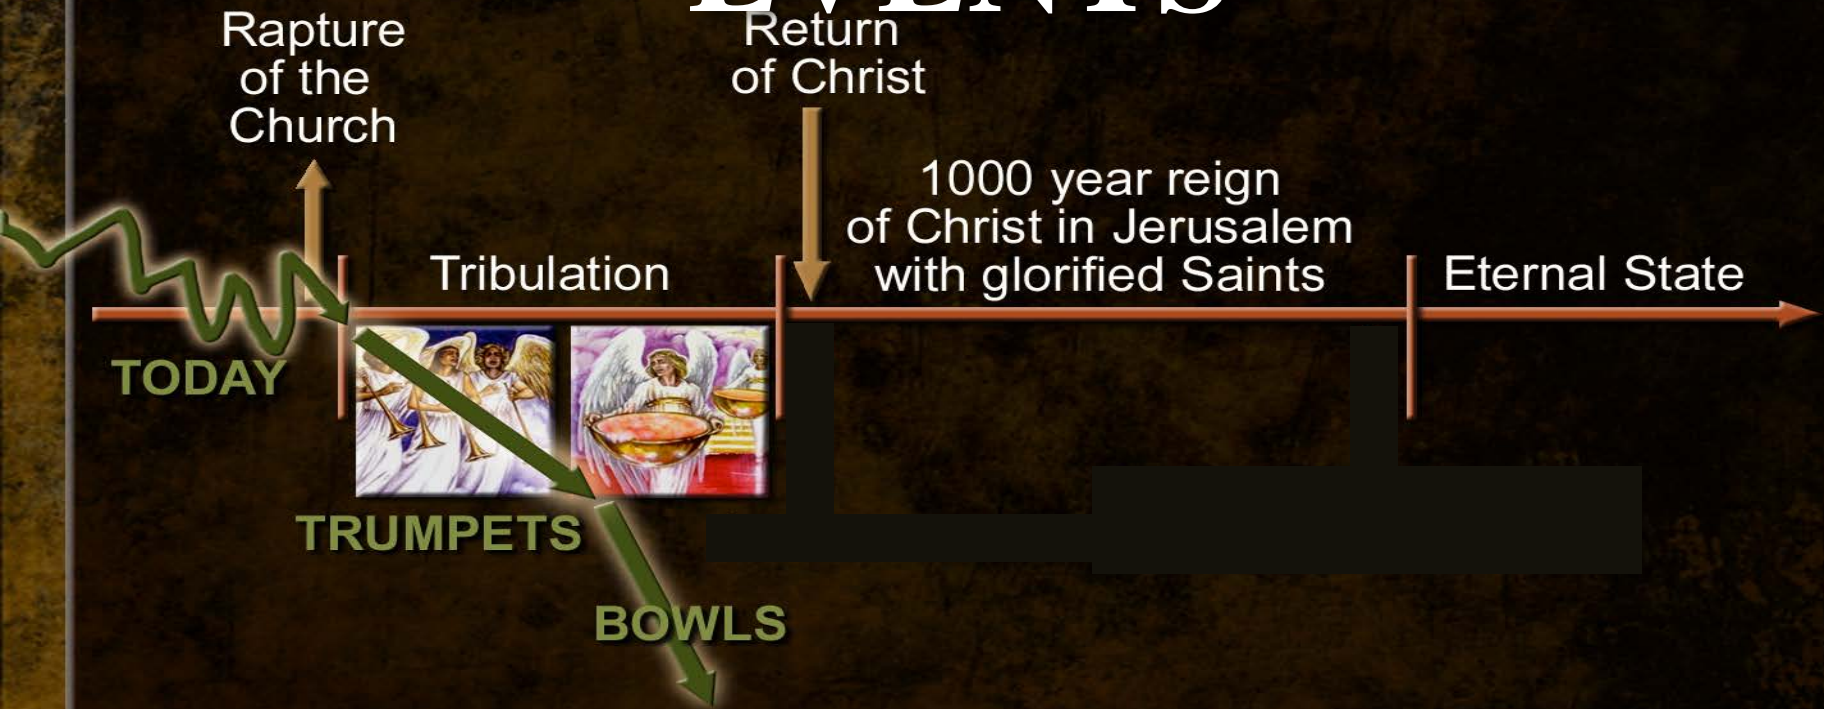 EVENTS
Rapture
of the
Church
Return
of Christ
1000 year reign
of Christ in Jerusalem
with glorified Saints
Tribulation
Eternal State
TODAY
TRUMPETS
BOWLS